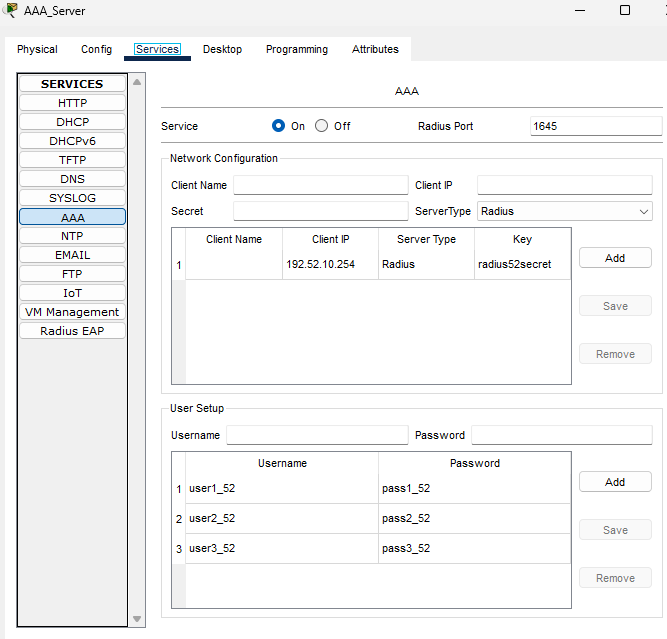 AAA_Server
Physical Config Services Desktop Programming Attributes
SERVICES
HTTP
DHCP
DHCPv6
TFTP
DNS
SYSLOG
AAA
NTP
EMAIL
FTP
IoT
VM Management
Radius EAP
AAA
Service On Off Radius Port 1645
Network Configuration
Client Name Client IP
Secret ServerType Radius
Client Name Client IP Server Type Key
1 192.52.10.254 Radius radius52secret
Add
Save
Remove
User Setup
Username Password
Username Password
1 user1_52 pass1_52
2 user2_52 pass2_52
3 user3_52 pass3_52
Add
Save
Remove